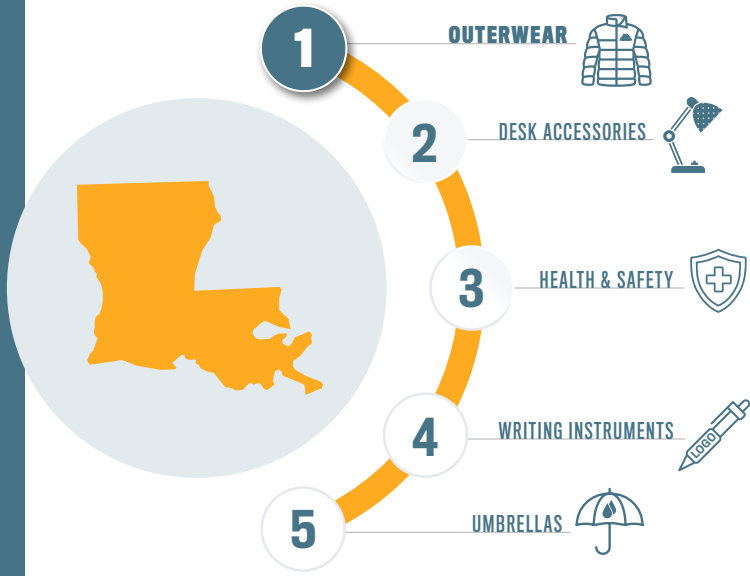 1
OUTERWEAR
2
DESK ACCESSORIES
3
HEALTH & SAFETY
4
WRITING INSTRUMENTS
LOGO
5
UMBRELLAS